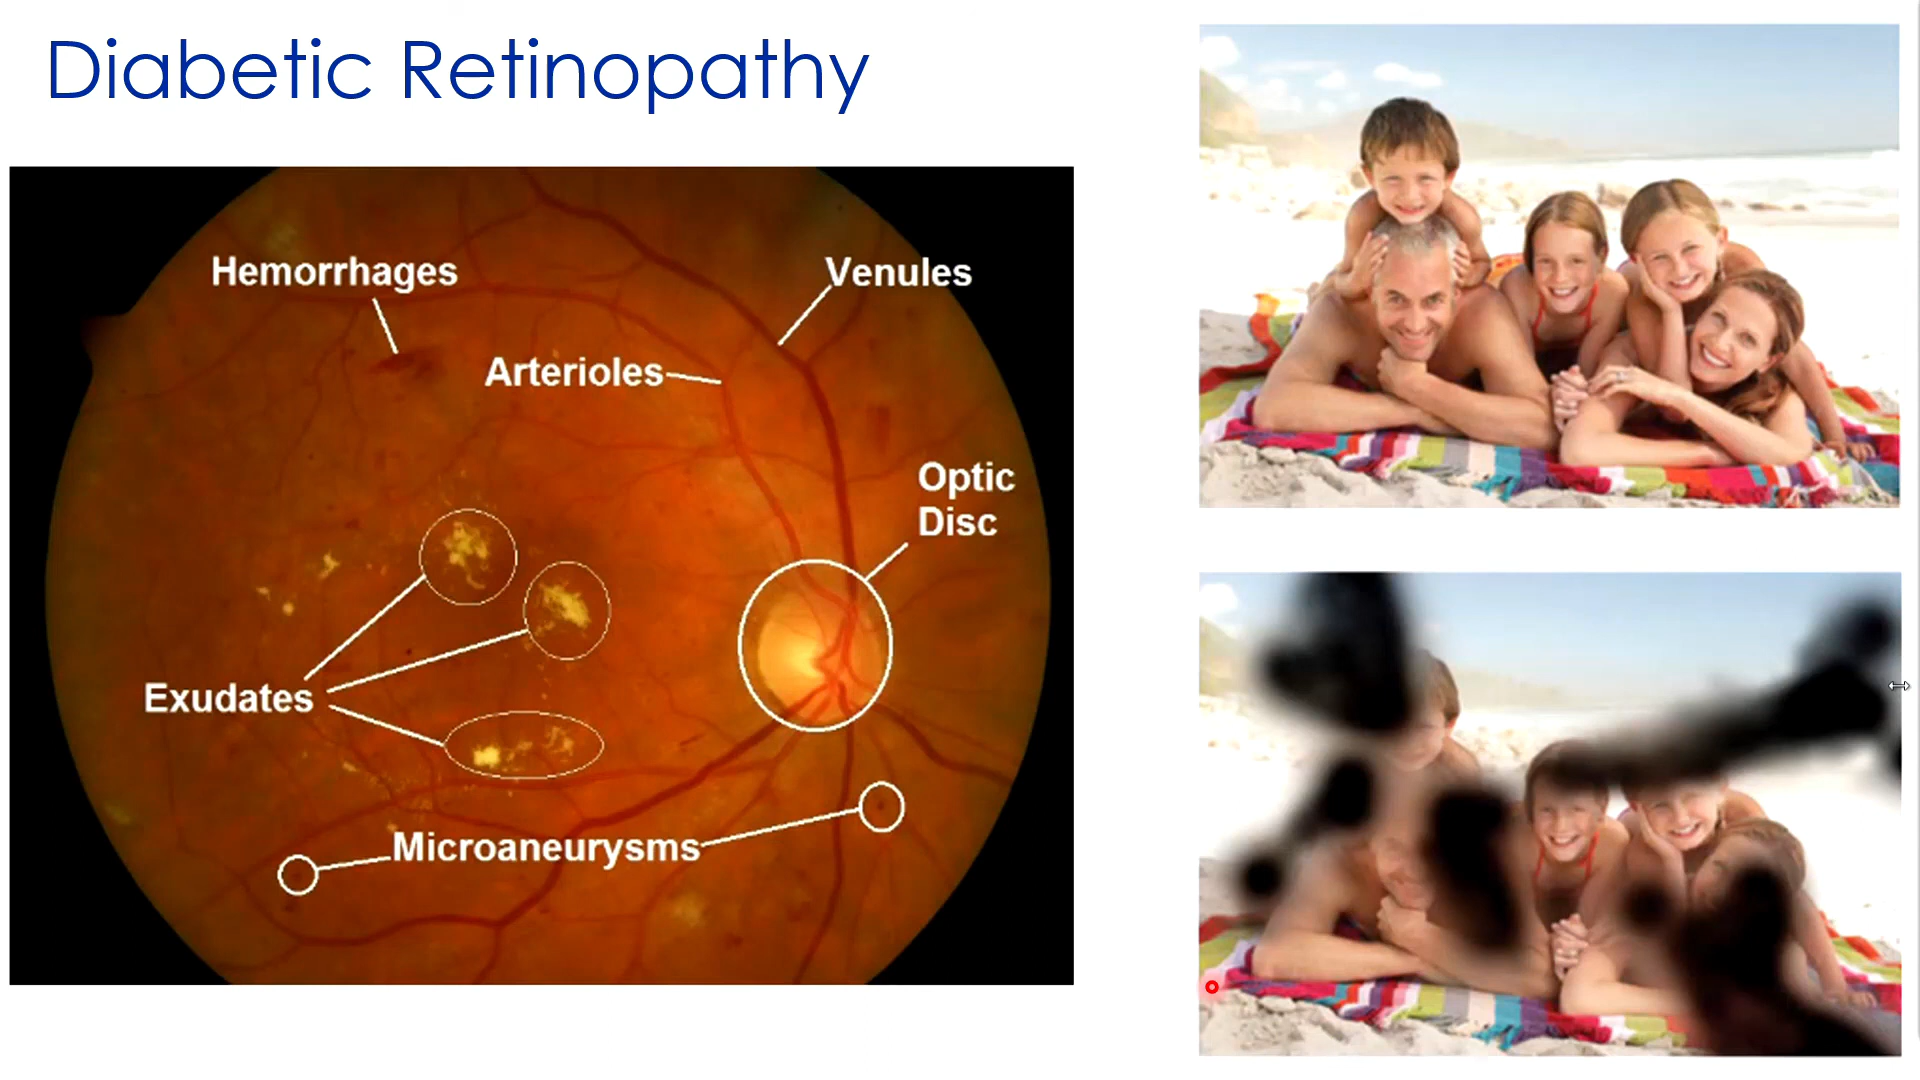 Diabetic Retinopathy
Hemorrhages
Venules
Arterioles
Optic
Disc
Exudates
Microaneurysms